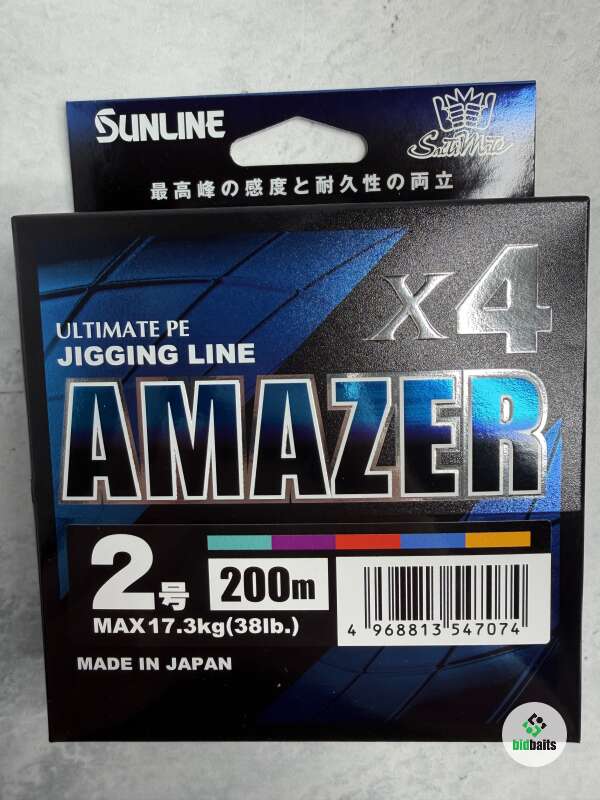 SUNLINE
SaltiMate
最高峰の感度と耐久性の両立
X4
ULTIMATE PE
JIGGING LINE
AMAZER
2号
200m
MAX17.3kg(38lb.)
4 968813 547074
MADE IN JAPAN
bidbaits